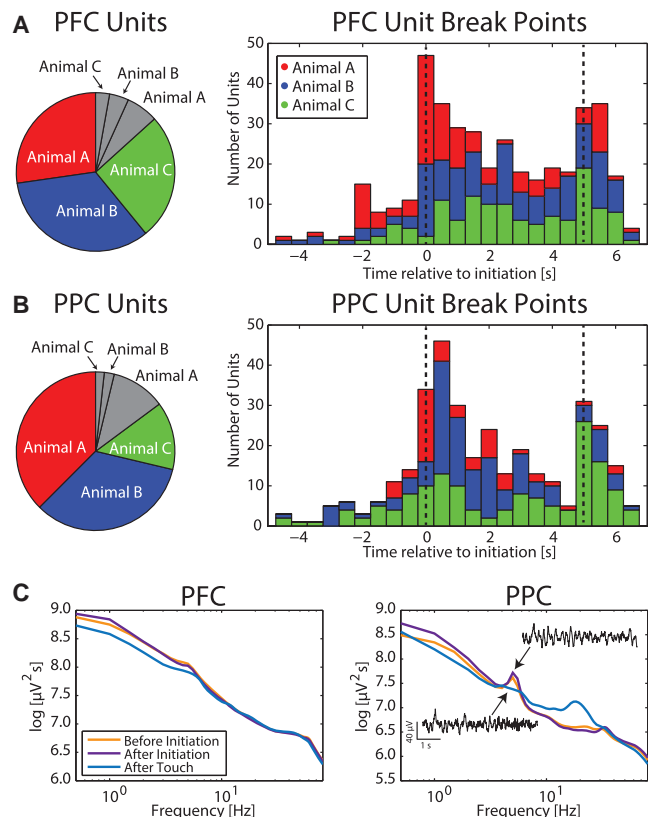 A
PFC Units
PFC Unit Break Points
Animal C
Animal B
Animal A
Animal A
Animal C
Animal B
Number of Units
50
40
30
20
10
0
Animal A
Animal B
Animal C
−4
−2
0
2
4
6
Time relative to initiation [s]
B
PPC Units
PPC Unit Break Points
Animal C
Animal B
Animal A
Animal A
Animal C
Animal B
Number of Units
50
40
30
20
10
0
−4
−2
0
2
4
6
Time relative to initiation [s]
C
PFC
PPC
log [μV² s]
9.0
8.5
8.0
7.5
7.0
6.5
6.0
Before Initiation
After Initiation
After Touch
10⁰
10¹
Frequency [Hz]
log [μV² s]
9.0
8.5
8.0
7.5
7.0
6.5
6.0
5.5
40 μV
1 s
10⁰
10¹
Frequency [Hz]